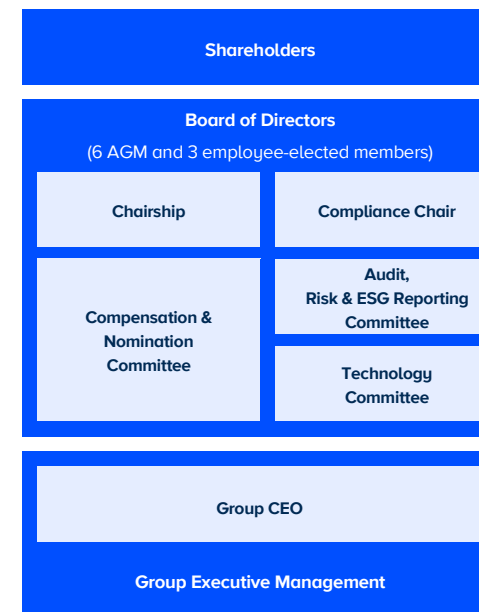 Shareholders
Board of Directors
(6 AGM and 3 employee-elected members)
Chairship
Compliance Chair
Compensation &
Nomination
Committee
Audit,
Risk & ESG Reporting
Committee
Technology
Committee
Group CEO
Group Executive Management